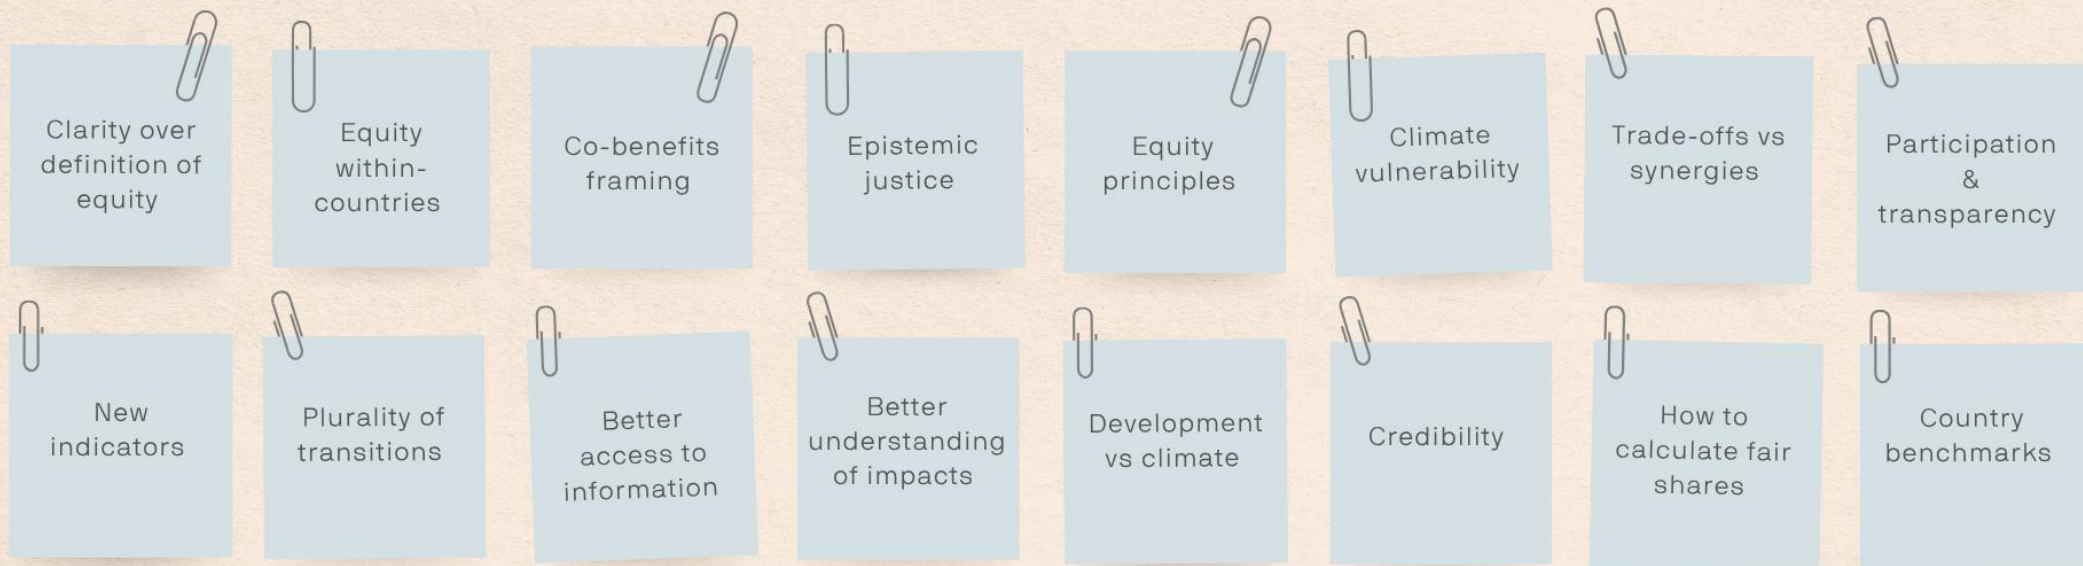 Clarity over
definition of
equity
Equity
within-
countries
Co-benefits
framing
Epistemic
justice
Equity
principles
Climate
vulnerability
Trade-offs vs
synergies
Participation
&
transparency
New
indicators
Plurality of
transitions
Better
access to
information
Better
understanding
of impacts
Development
vs climate
Credibility
How to
calculate fair
shares
Country
benchmarks